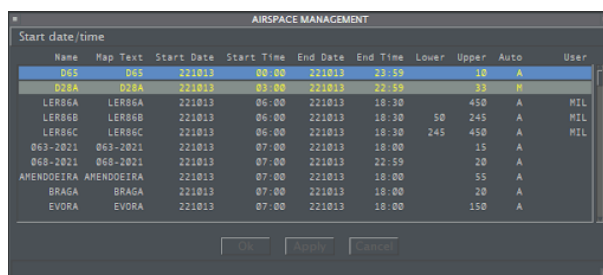 AIRSPACE MANAGEMENT
Start date/time
Name Map Text Start Date Start Time End Date End Time Lower Upper Auto User
D65 D65 221013 00:00 221013 23:59 10 A
D28A D28A 221013 03:00 221013 22:59 33 M
LER86A LER86A 221013 06:00 221013 18:30 450 A MIL
LER86B LER86B 221013 06:00 221013 18:30 50 245 A MIL
LER86C LER86C 221013 06:00 221013 18:30 245 450 A MIL
063-2021 063-2021 221013 07:00 221013 18:00 15 A
068-2021 068-2021 221013 07:00 221013 22:59 20 A
AMENDOEIRA AMENDOEIRA 221013 07:00 221013 18:00 55 A
BRAGA BRAGA 221013 07:00 221013 18:00 20 A
EVORA EVORA 221013 07:00 221013 18:00 150 A
Ok Apply Cancel